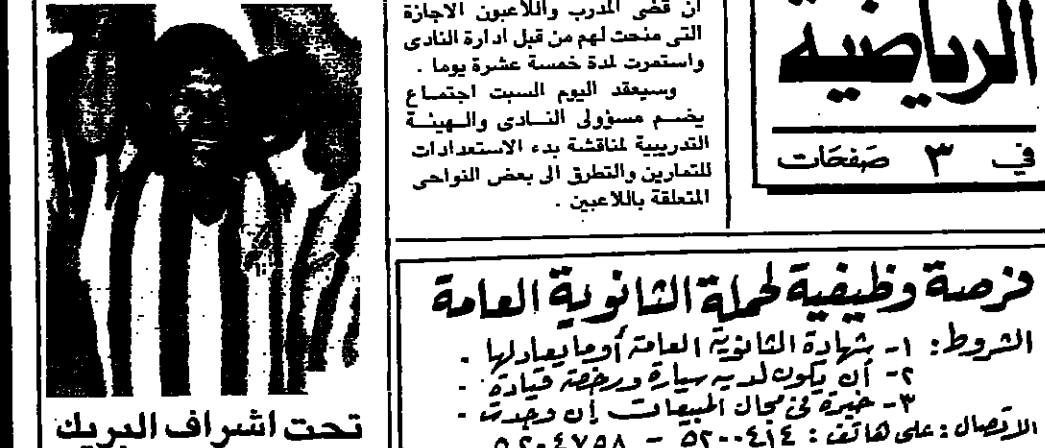 الرياضية
في ٣ صفحات
ان قضى المدرب واللاعبون الاجازة
التى منحت لهم من قبل ادارة النادى
واستمرت لمدة خمسة عشرة يوما .
وسيعقد اليوم السبت اجتماع
يضم مسؤولى النادى والهيئة
التدريبية لمناقشة بدء الاستعدادات
للتمارين والتطرق الى بعض النواحى
المتعلقة باللاعبين .
تحت اشراف البريك
فرصة وظيفية لحملة الثانوية العامة
الشروط : ١- شهادة الثانوية العامة أو ما يعادلها .
٢- أن يكون لديه سيارة ورخصة قيادة .
٣- خبرة في مجال المبيعات إن وجدت .
الاتصال : على هاتف : ٥٢٠٠٤١٤ - ٥٢٠٤٧٥٨